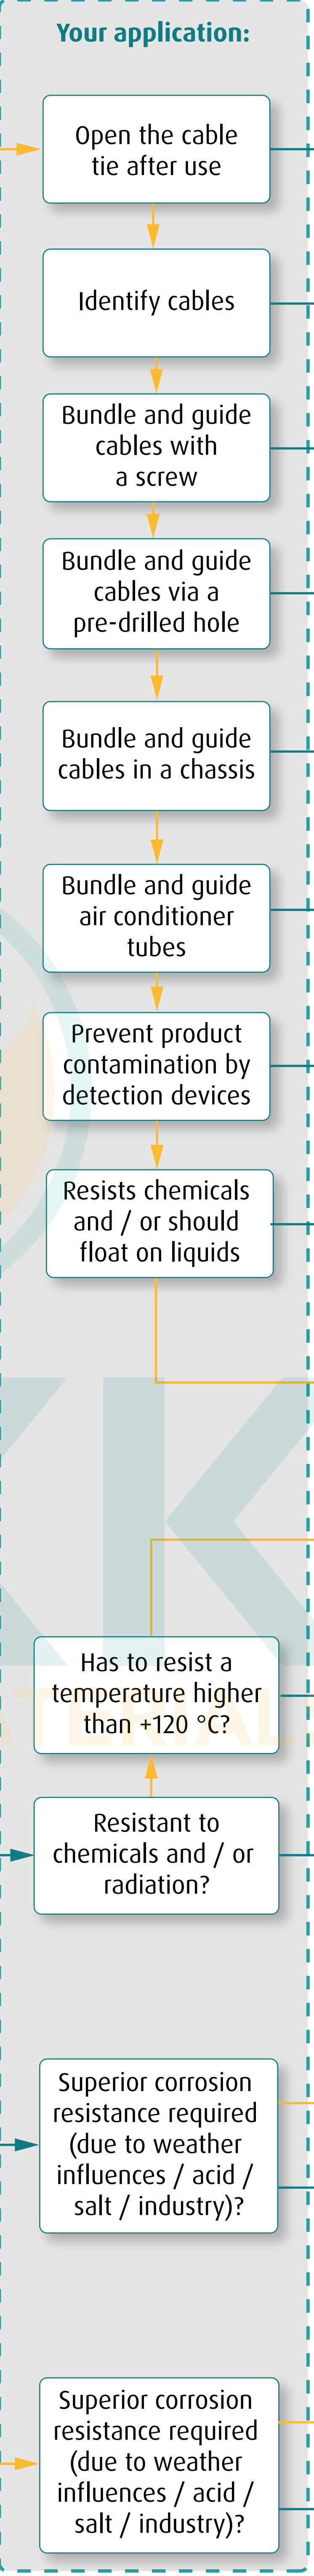 Your application:
Open the cable
tie after use
Identify cables
Bundle and guide
cables with
a screw
Bundle and guide
cables via a
pre-drilled hole
Bundle and guide
cables in a chassis
Bundle and guide
air conditioner
tubes
Prevent product
contamination by
detection devices
Resists chemicals
and / or should
float on liquids
Has to resist a
temperature higher
than +120 °C?
Resistant to
chemicals and / or
radiation?
Superior corrosion
resistance required
(due to weather
influences / acid /
salt / industry)?
Superior corrosion
resistance required
(due to weather
influences / acid /
salt / industry)?